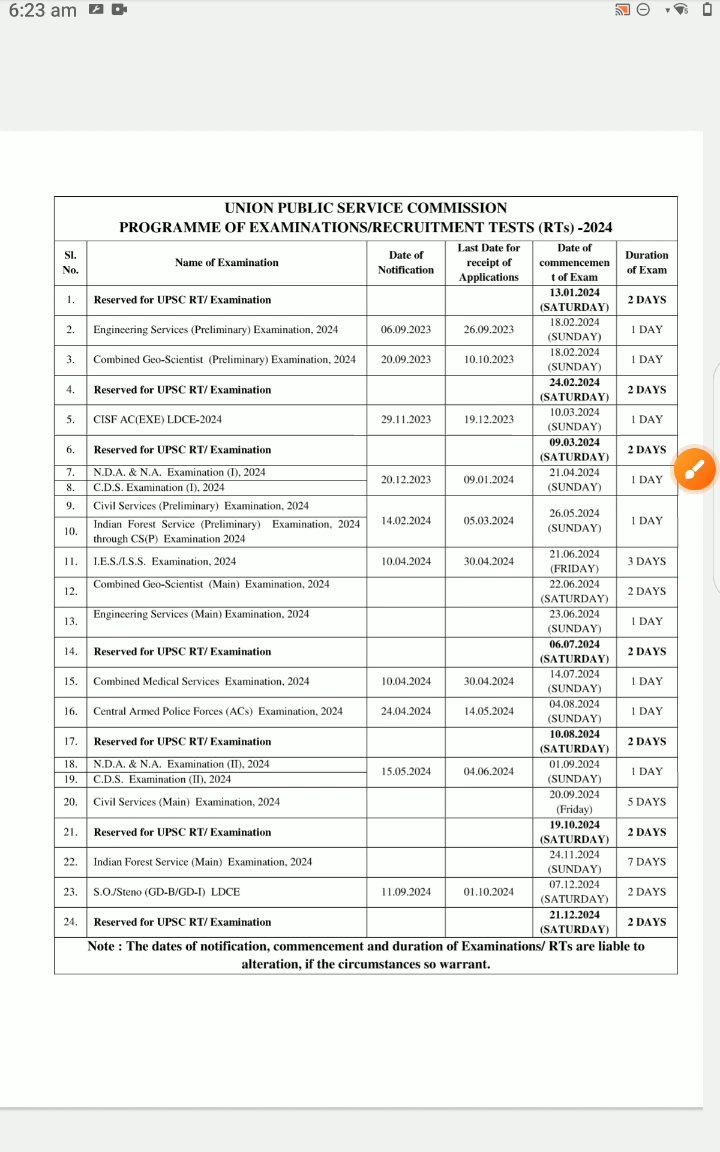 6:23 am
UNION PUBLIC SERVICE COMMISSION
PROGRAMME OF EXAMINATIONS/RECRUITMENT TESTS (RTs) -2024
Sl. No. Name of Examination Date of Notification Last Date for receipt of Applications Date of commencemen t of Exam Duration of Exam
1. Reserved for UPSC RT/ Examination 13.01.2024 (SATURDAY) 2 DAYS
2. Engineering Services (Preliminary) Examination, 2024 06.09.2023 26.09.2023 18.02.2024 (SUNDAY) 1 DAY
3. Combined Geo-Scientist (Preliminary) Examination, 2024 20.09.2023 10.10.2023 18.02.2024 (SUNDAY) 1 DAY
4. Reserved for UPSC RT/ Examination 24.02.2024 (SATURDAY) 2 DAYS
5. CISF AC(EXE) LDCE-2024 29.11.2023 19.12.2023 10.03.2024 (SUNDAY) 1 DAY
6. Reserved for UPSC RT/ Examination 09.03.2024 (SATURDAY) 2 DAYS
7. N.D.A. & N.A. Examination (I), 2024 20.12.2023 09.01.2024 21.04.2024 (SUNDAY) 1 DAY
8. C.D.S. Examination (I), 2024
9. Civil Services (Preliminary) Examination, 2024 14.02.2024 05.03.2024 26.05.2024 (SUNDAY) 1 DAY
10. Indian Forest Service (Preliminary) Examination, 2024
through CS(P) Examination 2024
11. I.E.S./I.S.S. Examination, 2024 10.04.2024 30.04.2024 21.06.2024 (FRIDAY) 3 DAYS
12. Combined Geo-Scientist (Main) Examination, 2024 22.06.2024 (SATURDAY) 2 DAYS
13. Engineering Services (Main) Examination, 2024 23.06.2024 (SUNDAY) 1 DAY
14. Reserved for UPSC RT/ Examination 06.07.2024 (SATURDAY) 2 DAYS
15. Combined Medical Services Examination, 2024 10.04.2024 30.04.2024 14.07.2024 (SUNDAY) 1 DAY
16. Central Armed Police Forces (ACs) Examination, 2024 24.04.2024 14.05.2024 04.08.2024 (SUNDAY) 1 DAY
17. Reserved for UPSC RT/ Examination 10.08.2024 (SATURDAY) 2 DAYS
18. N.D.A. & N.A. Examination (II), 2024 15.05.2024 04.06.2024 01.09.2024 (SUNDAY) 1 DAY
19. C.D.S. Examination (II), 2024
20. Civil Services (Main) Examination, 2024 20.09.2024 (Friday) 5 DAYS
21. Reserved for UPSC RT/ Examination 19.10.2024 (SATURDAY) 2 DAYS
22. Indian Forest Service (Main) Examination, 2024 24.11.2024 (SUNDAY) 7 DAYS
23. S.O./Steno (GD-B/GD-I) LDCE 11.09.2024 01.10.2024 07.12.2024 (SATURDAY) 2 DAYS
24. Reserved for UPSC RT/ Examination 21.12.2024 (SATURDAY) 2 DAYS
Note : The dates of notification, commencement and duration of Examinations/ RTs are liable to
alteration, if the circumstances so warrant.